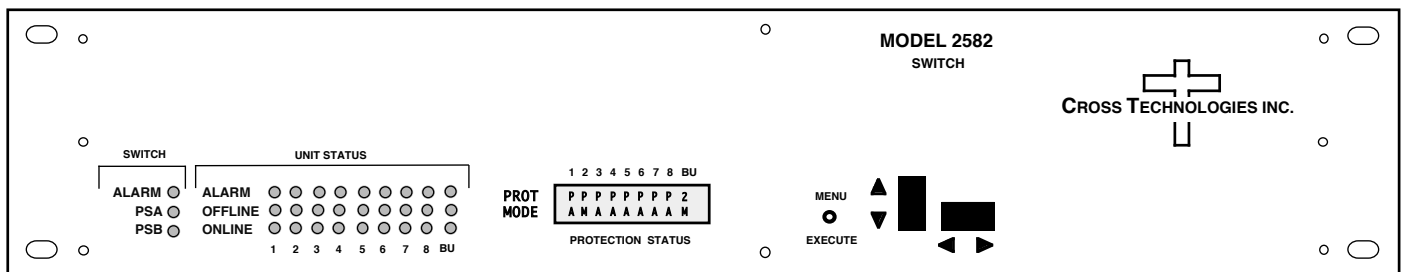 MODEL 2582
SWITCH
CROSS TECHNOLOGIES INC.
SWITCH
UNIT STATUS
ALARM
PSA
PSB
ALARM
OFFLINE
ONLINE
1 2 3 4 5 6 7 8 BU
1 2 3 4 5 6 7 8 BU
PROT P P P P P P P P 2
MODE A M A A A A A A M
PROTECTION STATUS
MENU
EXECUTE